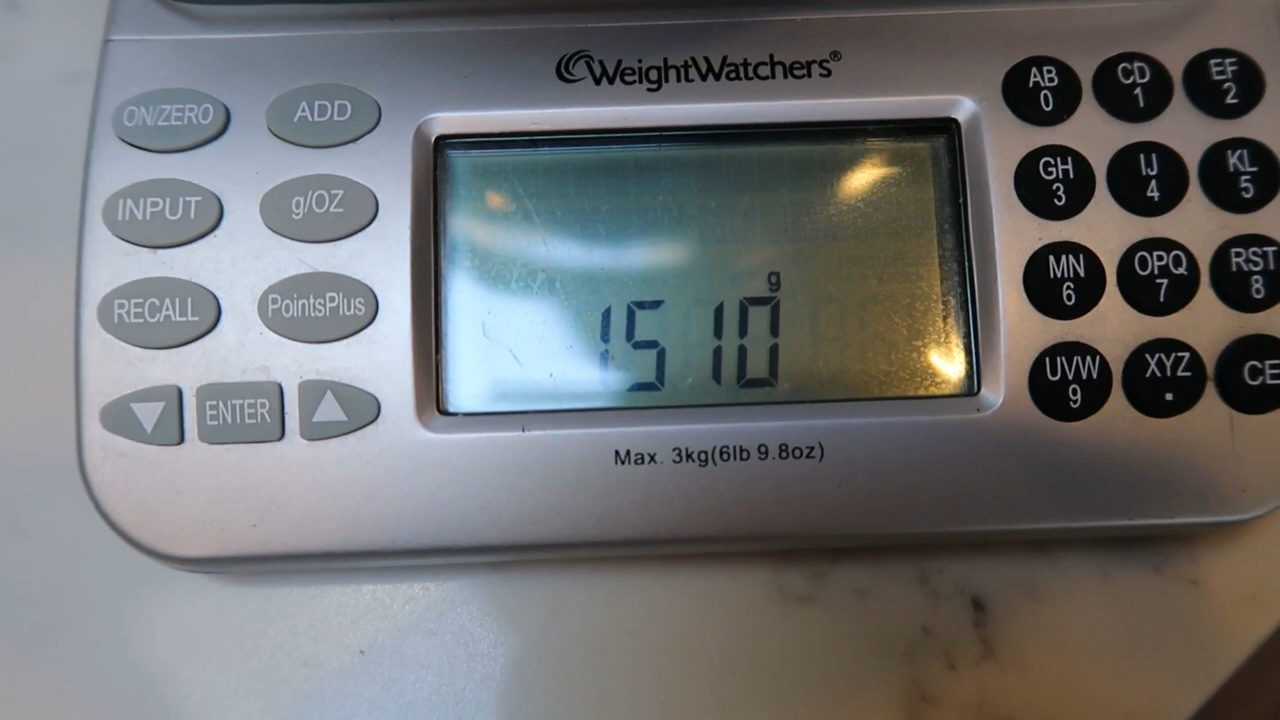 WeightWatchers®
ON/ZERO
ADD
INPUT
g/OZ
RECALL
PointsPlus
▼
ENTER
▲
g
1510
Max. 3kg(6lb 9.8oz)
AB
0
CD
1
EF
2
GH
3
IJ
4
KL
5
MN
6
OPQ
7
RST
8
UVW
9
XYZ
.
CE